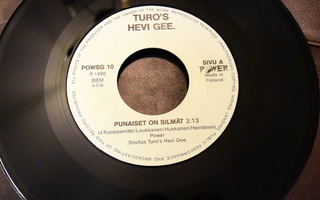 TURO'S
HEVI GEE.
POWSG 10
℗ 1990
BIEM
n©b
SIVU A
POWER
Made in
Finland
PUNAISET ON SILMÄT 3:13
(J.Kuoppamäki/Laukkanen/Hukkanen/Heinänen)
Power
Sovitus Turo's Hevi Gee